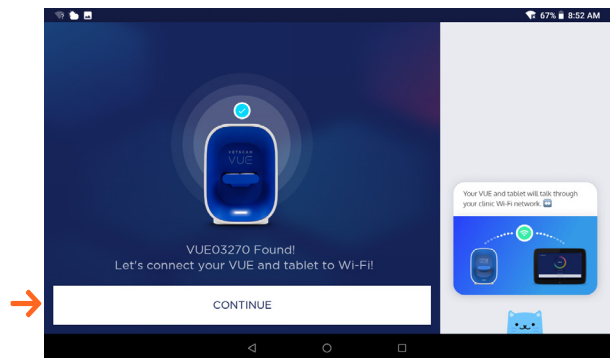 67% 8:52 AM
VETSCAN
VUE
VUE03270 Found!
Let's connect your VUE and tablet to Wi-Fi!
CONTINUE
Your VUE and tablet will talk through
your clinic Wi-Fi network.